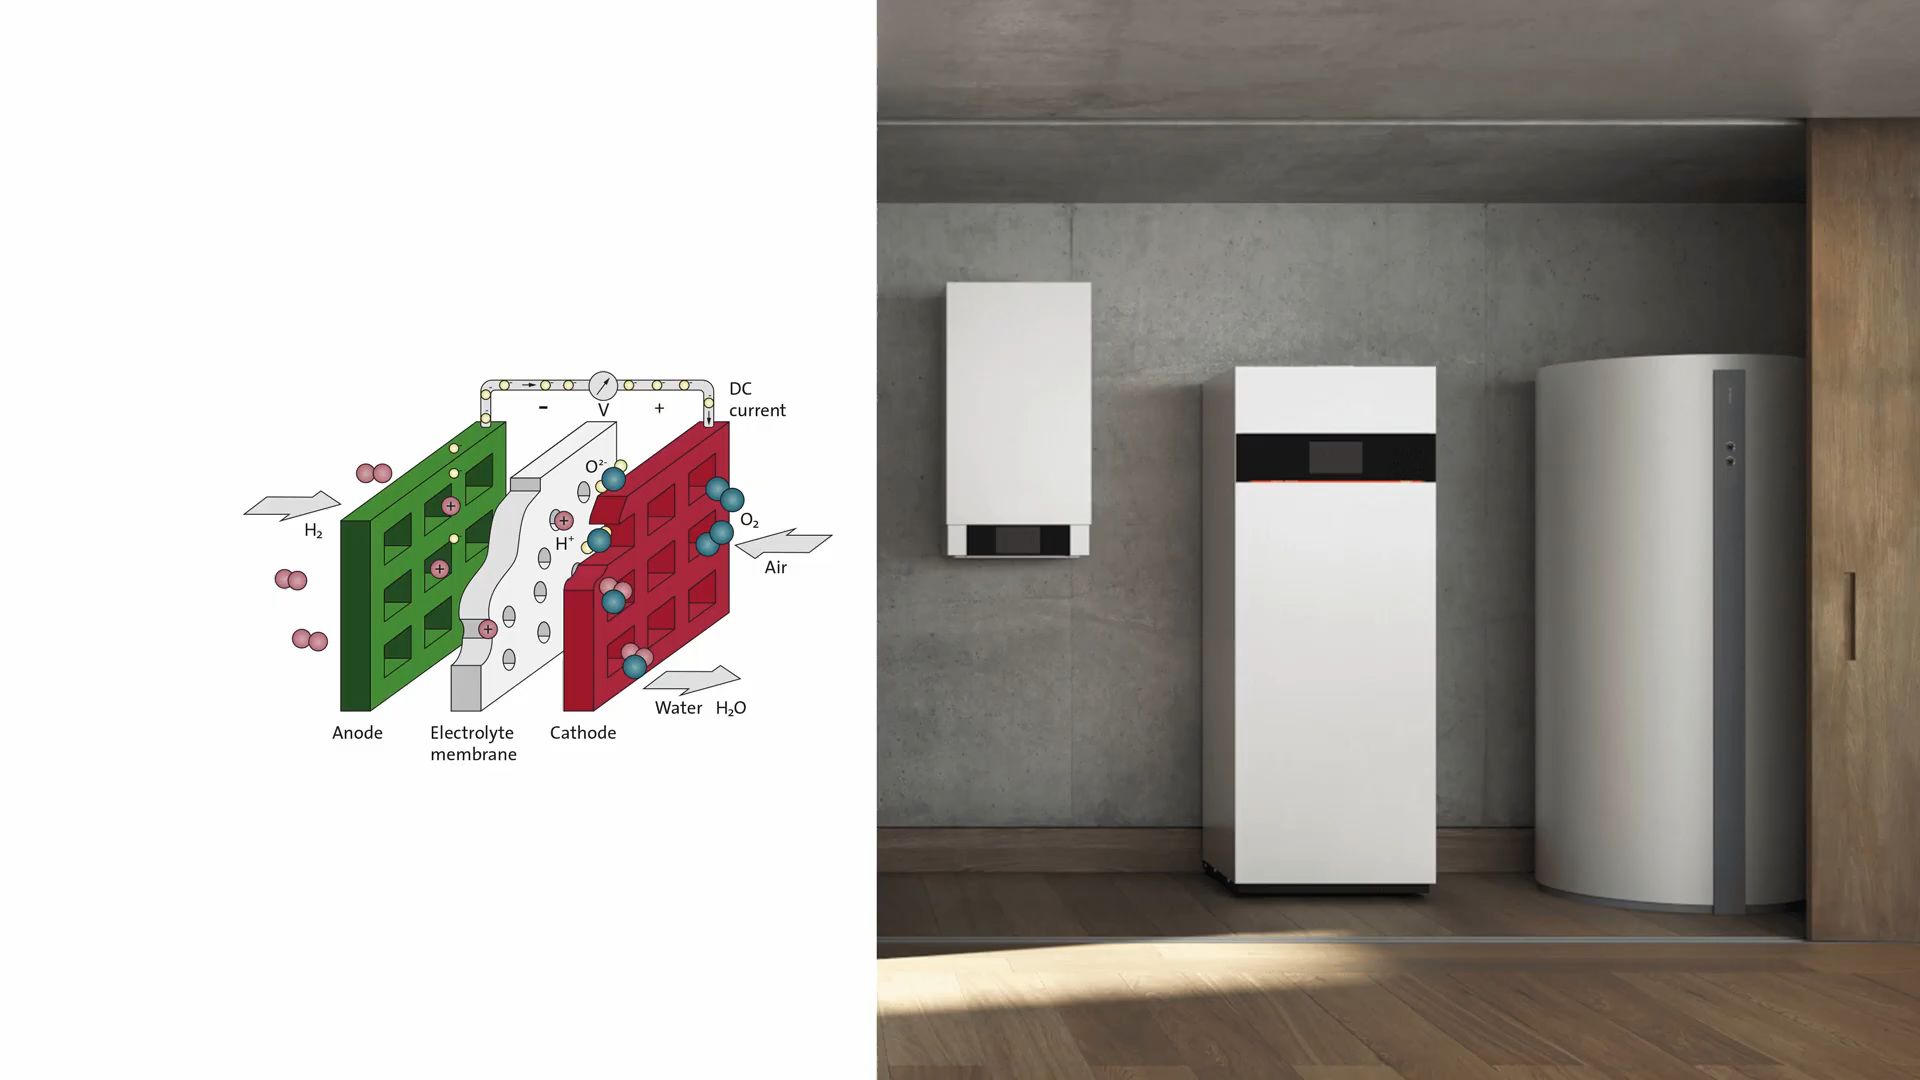 DC
current
-
V
+
O²⁻
H₂
H⁺
O₂
Air
Water H₂O
Anode
Electrolyte
membrane
Cathode